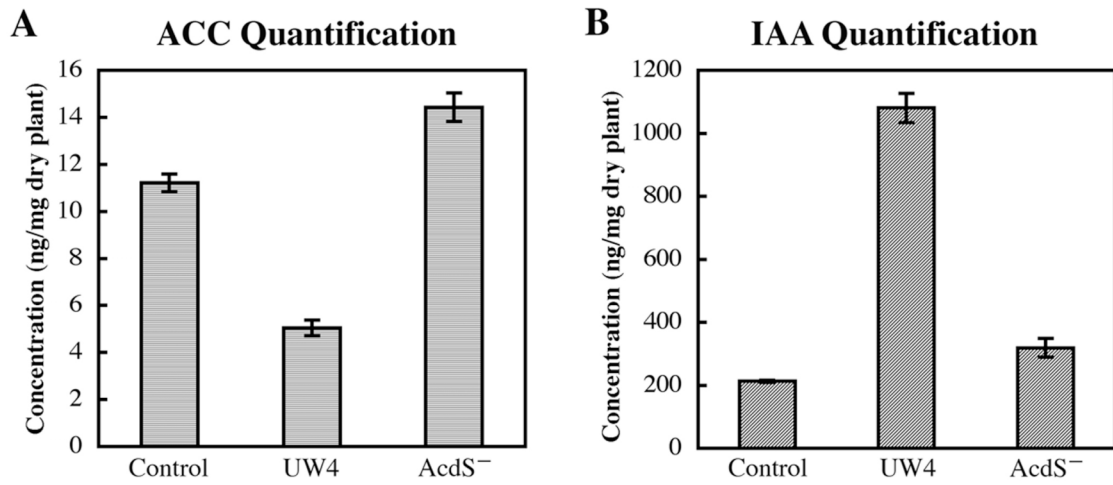 A
ACC Quantification
Concentration (ng/mg dry plant)
16
14
12
10
8
6
4
2
0
Control UW4 AcdS⁻
B
IAA Quantification
Concentration (ng/mg dry plant)
1200
1000
800
600
400
200
0
Control UW4 AcdS⁻